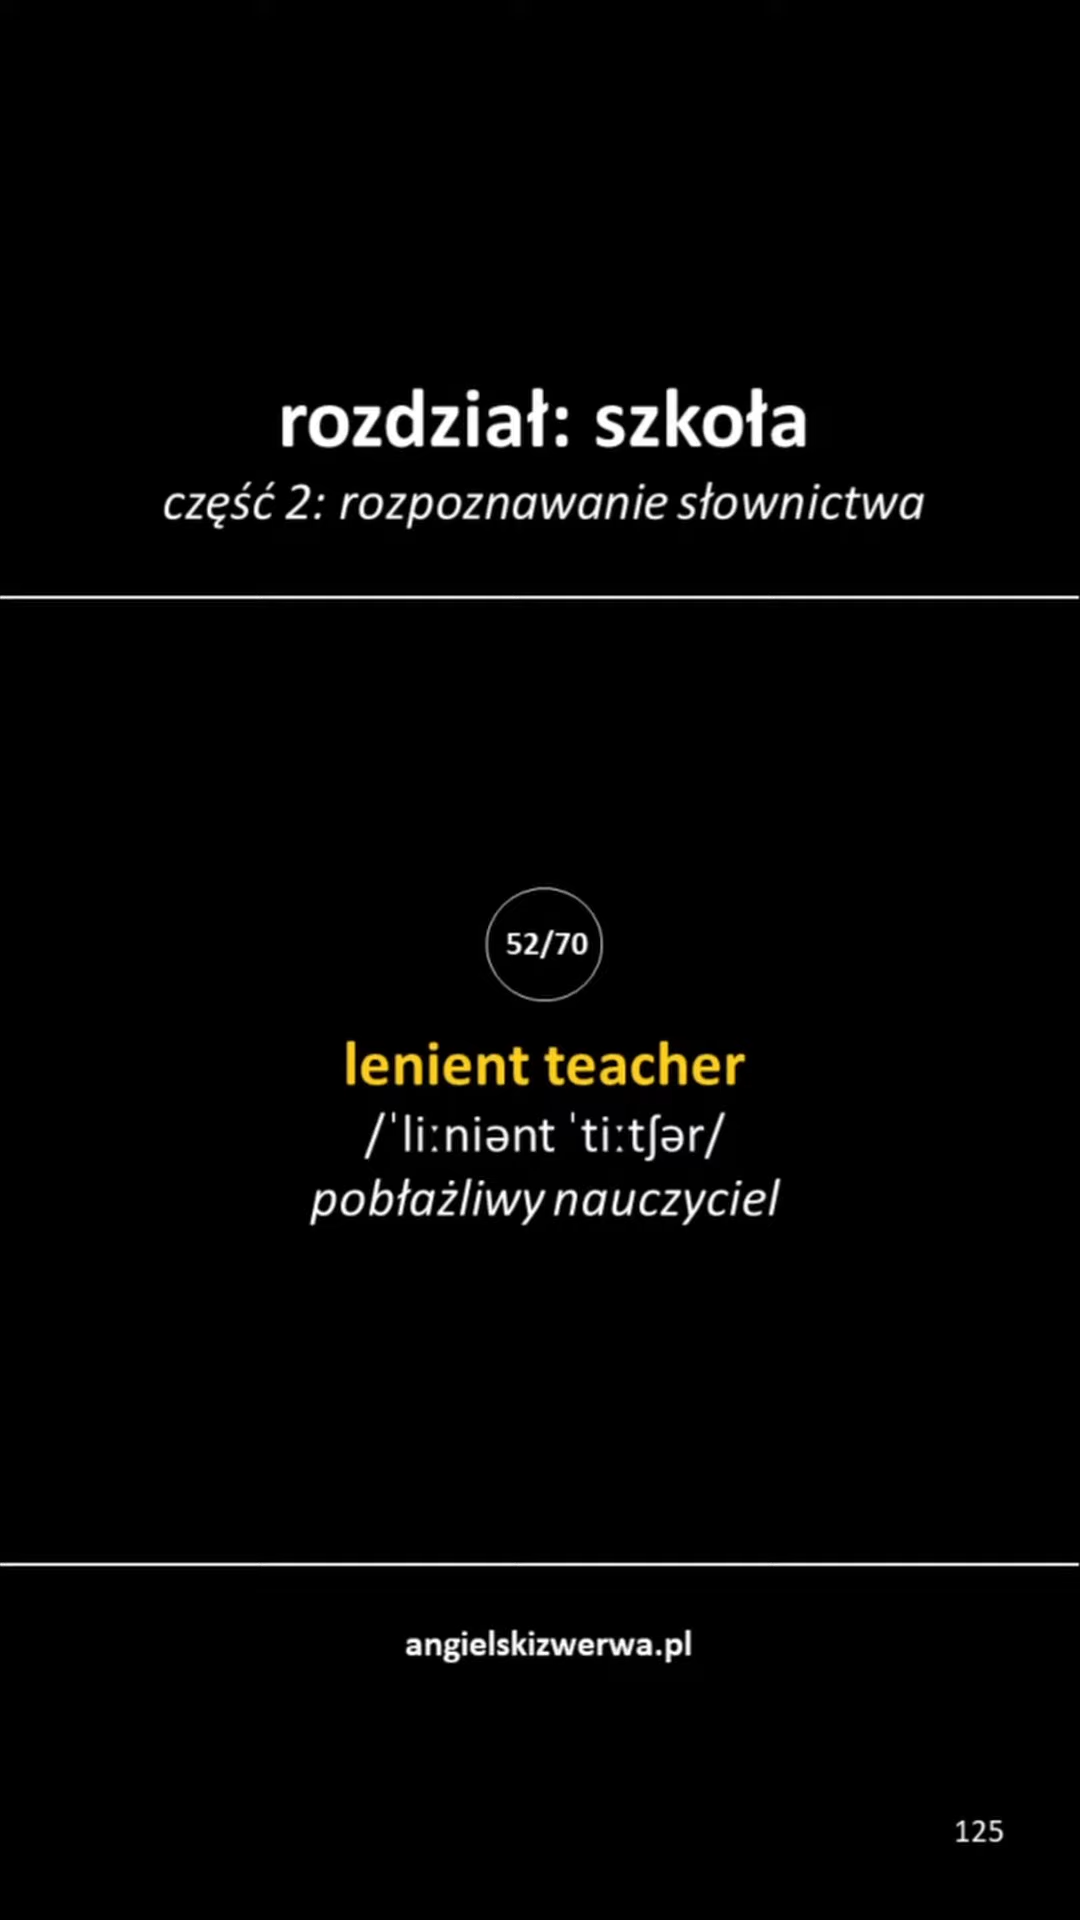 rozdział: szkoła
część 2: rozpoznawanie słownictwa
52/70
lenient teacher
/ˈliːniənt ˈtiːtʃər/
pobłażliwy nauczyciel
angielskizwerwa.pl
125